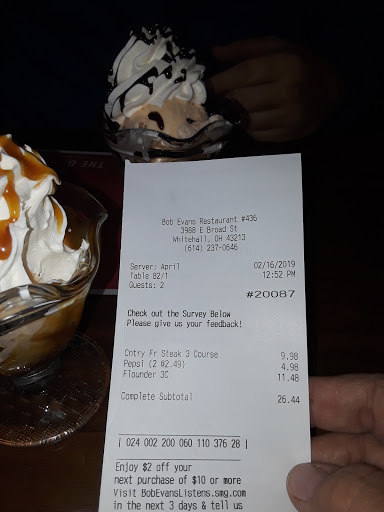 THE
Bob Evans Restaurant #436
3988 E Broad St
Whitehall, OH 43213
(614) 237-0646
Server: April 02/16/2019
Table 82/1 12:52 PM
Guests: 2
#20087
Check out the Survey Below
Please give us your feedback!
Cntry Fr Steak 3 Course 9.98
Pepsi (2 @2.49) 4.98
Flounder 3C 11.48
Complete Subtotal 26.44
| 024 002 200 060 110 376 28 |
Enjoy $2 off your
next purchase of $10 or more
Visit BobEvansListens.smg.com
in the next 3 days & tell us